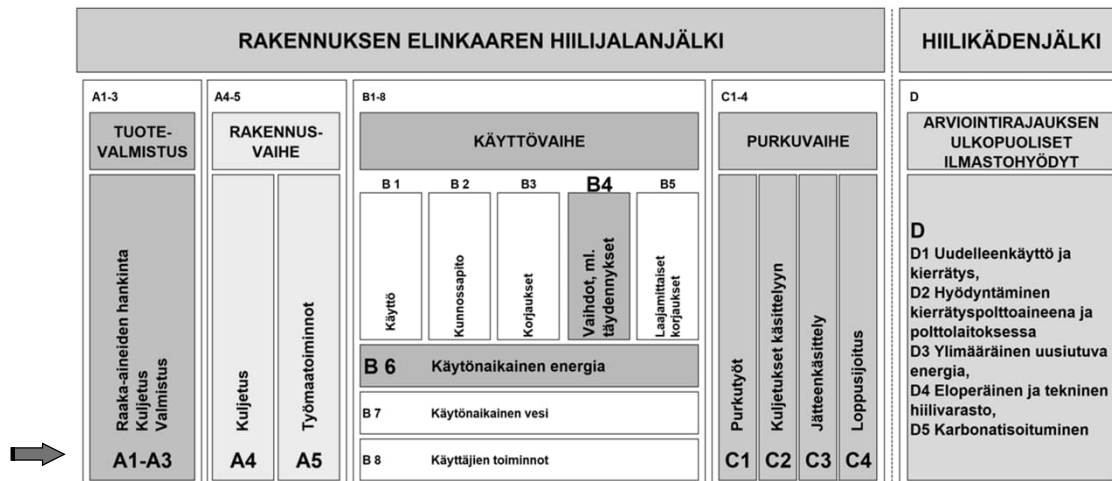 RAKENNUKSEN ELINKAAREN HIILIJALANJÄLKI
HIILIKÄDENJÄLKI
A1-3
TUOTE-
VALMISTUS
Raaka-aineiden hankinta
Kuljetus
Valmistus
A1-A3
A4-5
RAKENNUS-
VAIHE
Kuljetus
A4
Työmaatoiminnot
A5
B1-8
KÄYTTÖVAIHE
B 1
Käyttö
B 2
Kunnossapito
B3
Korjaukset
B4
Vaihdot, ml.
täydennykset
B5
Laajamittaiset
korjaukset
B 6 Käytönaikainen energia
B 7 Käytönaikainen vesi
B 8 Käyttäjien toiminnot
C1-4
PURKUVAIHE
Purkutyöt
C1
Kuljetukset käsittelyyn
C2
Jätteenkäsittely
C3
Loppusijoitus
C4
D
ARVIOINTIRAJAUKSEN
ULKOPUOLISET
ILMASTOHYÖDYT
D
D1 Uudelleenkäyttö ja
kierrätys,
D2 Hyödyntäminen
kierrätyspolttoaineena ja
polttolaitoksessa
D3 Ylimääräinen uusiutuva
energia,
D4 Eloperäinen ja tekninen
hiilivarasto,
D5 Karbonatisoituminen